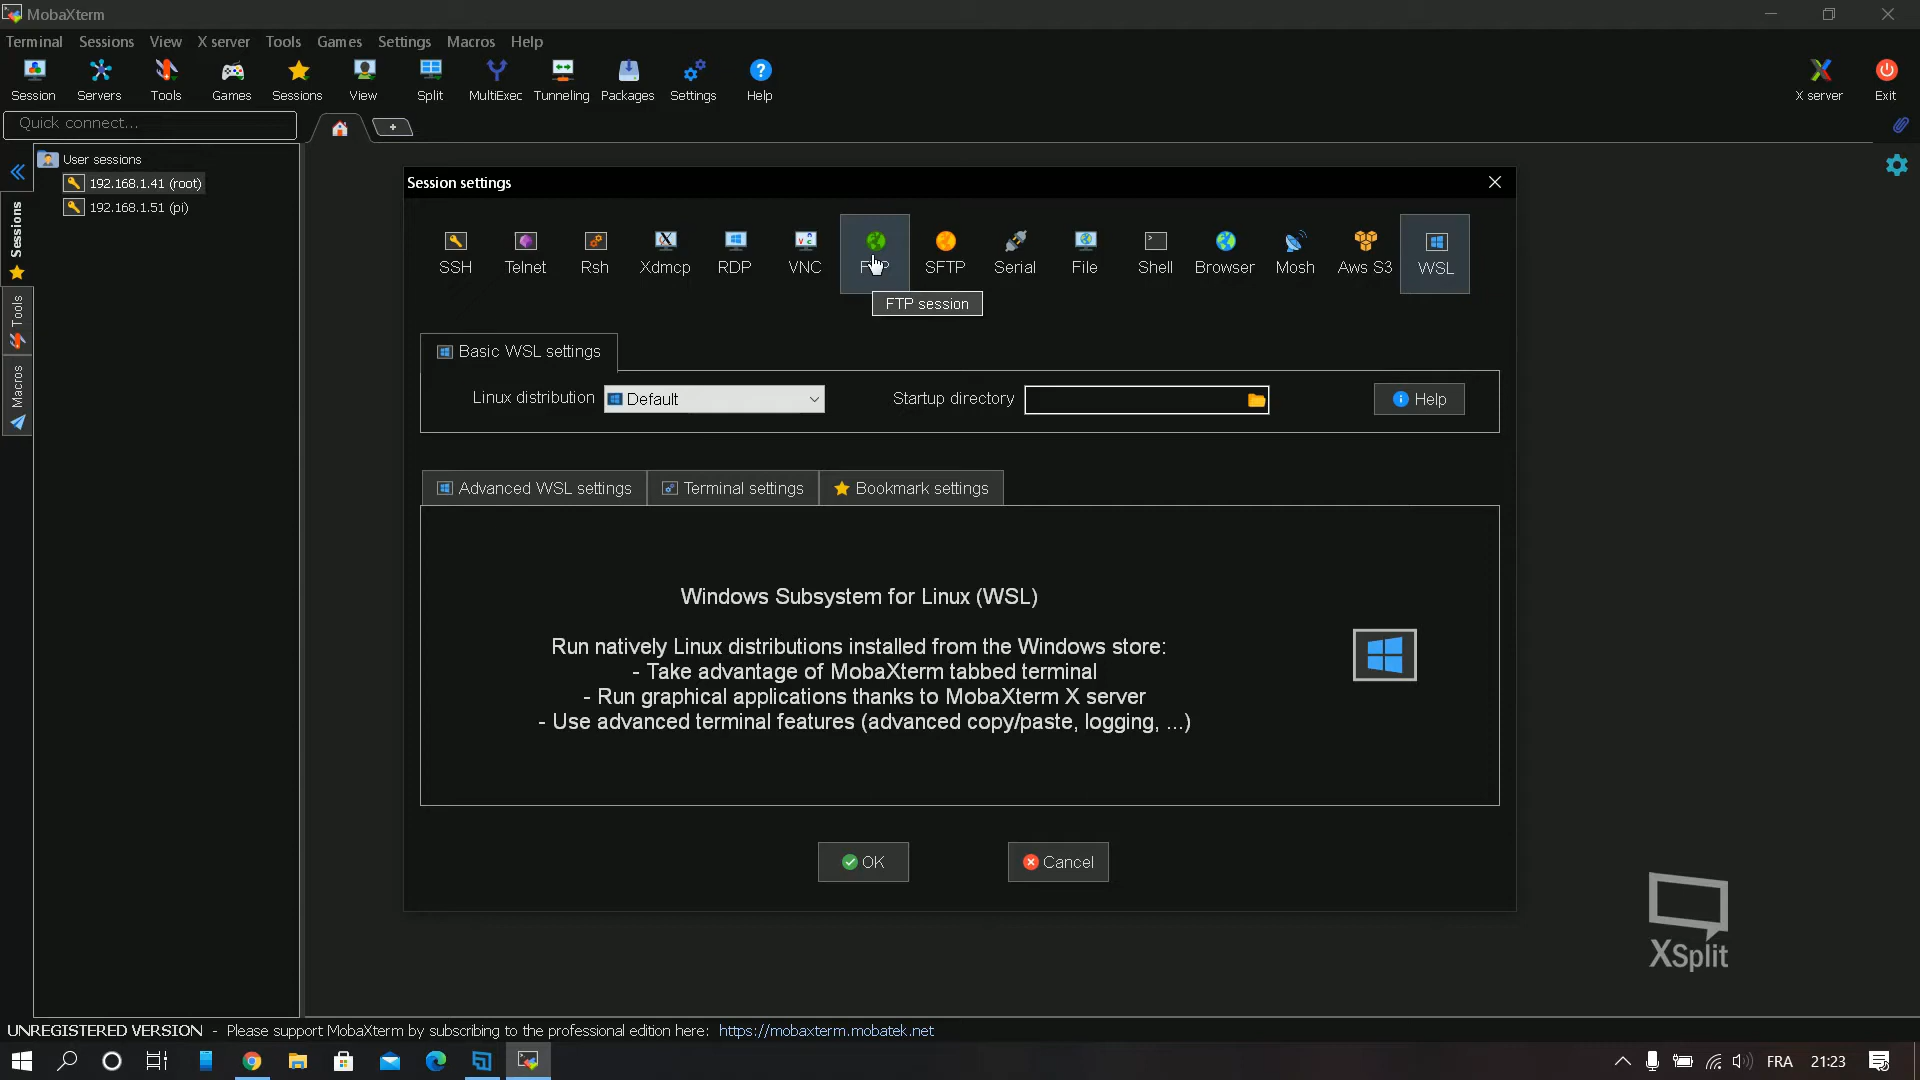 MobaXterm
Terminal Sessions View X server Tools Games Settings Macros Help
Session Servers Tools Games Sessions View Split MultiExec Tunneling Packages Settings Help X server Exit
Quick connect... +
User sessions
192.168.1.41 (root)
192.168.1.51 (pi)
Sessions
Tools
Macros
Session settings
SSH Telnet Rsh Xdmcp RDP VNC FTP SFTP Serial File Shell Browser Mosh Aws S3 WSL
FTP session
Basic WSL settings
Linux distribution Default Startup directory Help
Advanced WSL settings Terminal settings Bookmark settings
Windows Subsystem for Linux (WSL)
Run natively Linux distributions installed from the Windows store:
- Take advantage of MobaXterm tabbed terminal
- Run graphical applications thanks to MobaXterm X server
- Use advanced terminal features (advanced copy/paste, logging, ...)
OK Cancel
XSplit
UNREGISTERED VERSION - Please support MobaXterm by subscribing to the professional edition here: https://mobaxterm.mobatek.net
FRA 21:23